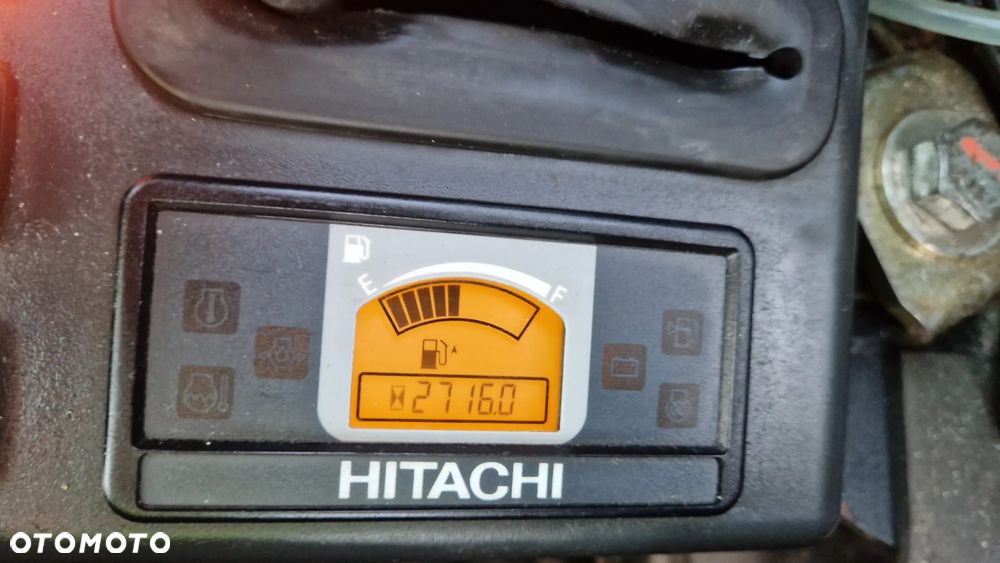 E F
2716.0
HITACHI
OTOMOTO